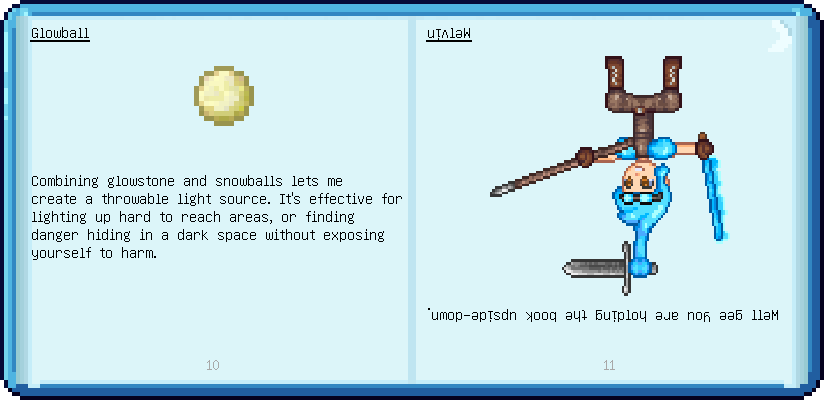 Glowball
Combining glowstone and snowballs lets me
create a throwable light source. It's effective for
lighting up hard to reach areas, or finding
danger hiding in a dark space without exposing
yourself to harm.
10
Melvin
Well gee you are holding the book upside-down.
11